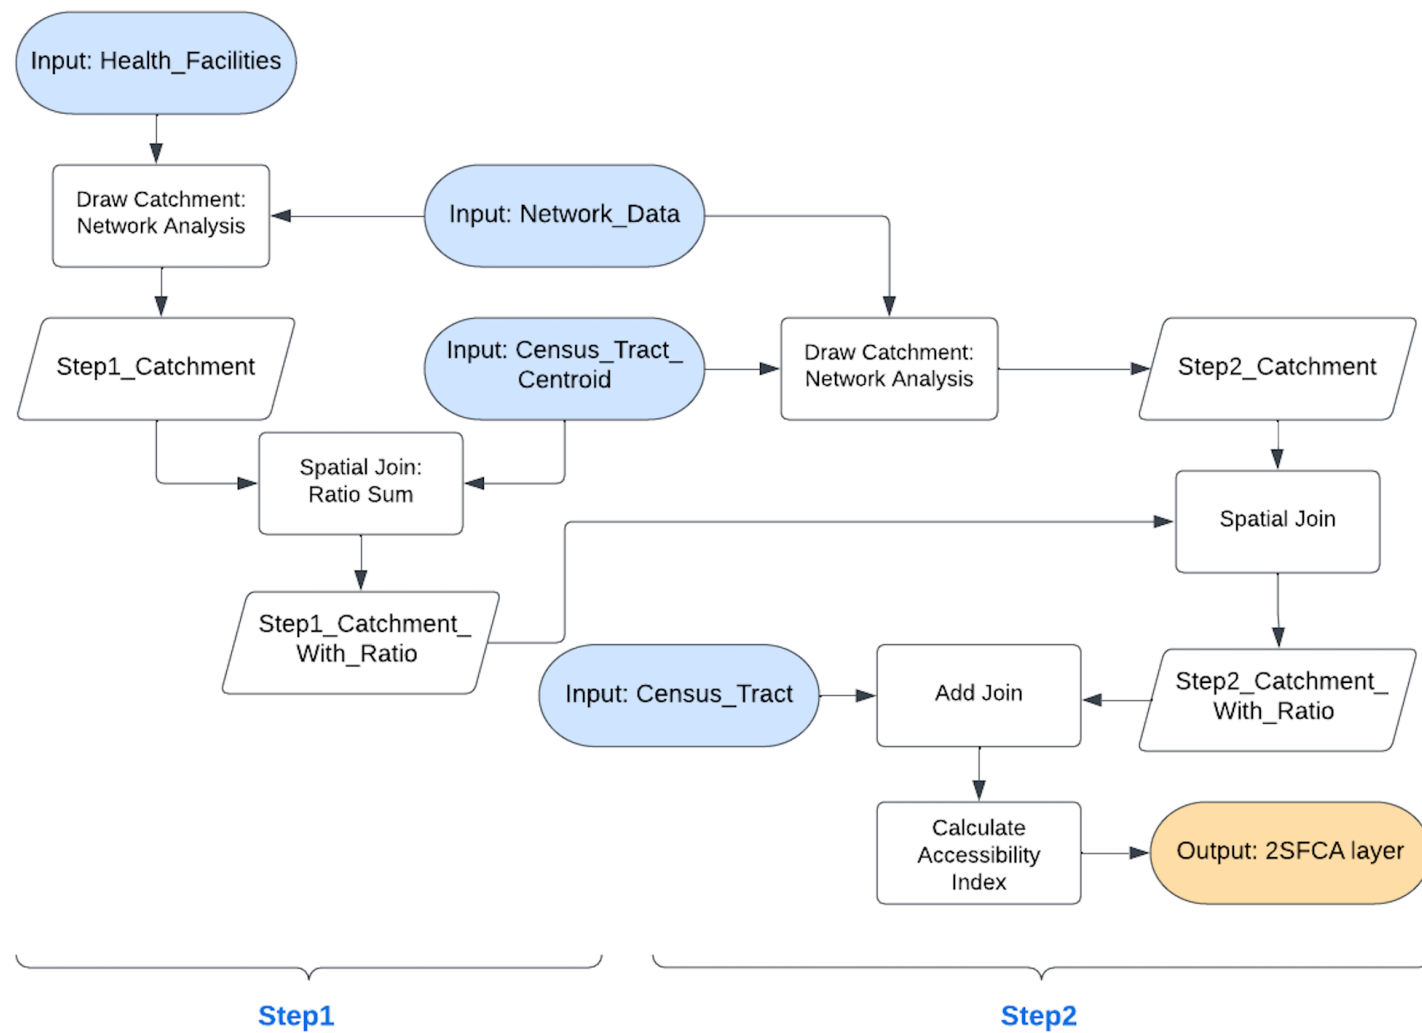 Input: Health_Facilities
Draw Catchment:
Network Analysis
Input: Network_Data
Step1_Catchment
Input: Census_Tract_
Centroid
Draw Catchment:
Network Analysis
Step2_Catchment
Spatial Join:
Ratio Sum
Spatial Join
Step1_Catchment_
With_Ratio
Input: Census_Tract
Add Join
Step2_Catchment_
With_Ratio
Calculate
Accessibility
Index
Output: 2SFCA layer
Step1
Step2